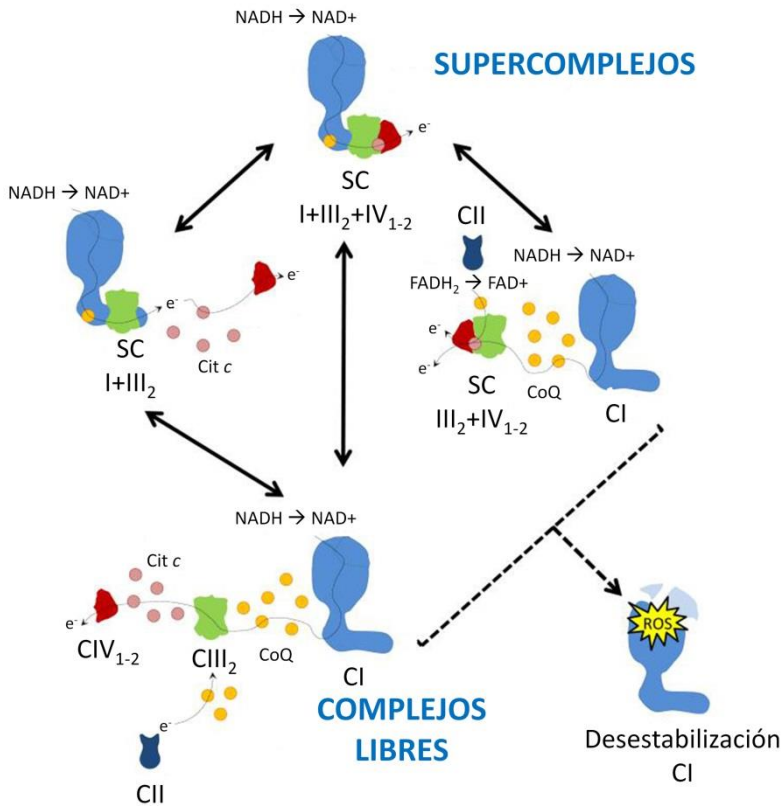 NADH → NAD+
SUPERCOMPLEJOS
e-
SC
I+III₂+IV₁₋₂
NADH → NAD+
e-
e-
Cit c
SC
I+III₂
CII
NADH → NAD+
FADH₂ → FAD+
e-
e-
CoQ
SC
III₂+IV₁₋₂
CI
NADH → NAD+
Cit c
e-
CIV₁₋₂
CIII₂
CoQ
CI
e-
CII
COMPLEJOS
LIBRES
ROS
Desestabilización
CI